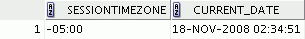 SESSIONTIMEZONE CURRENT_DATE
1 -05:00 18-NOV-2008 02:34:51